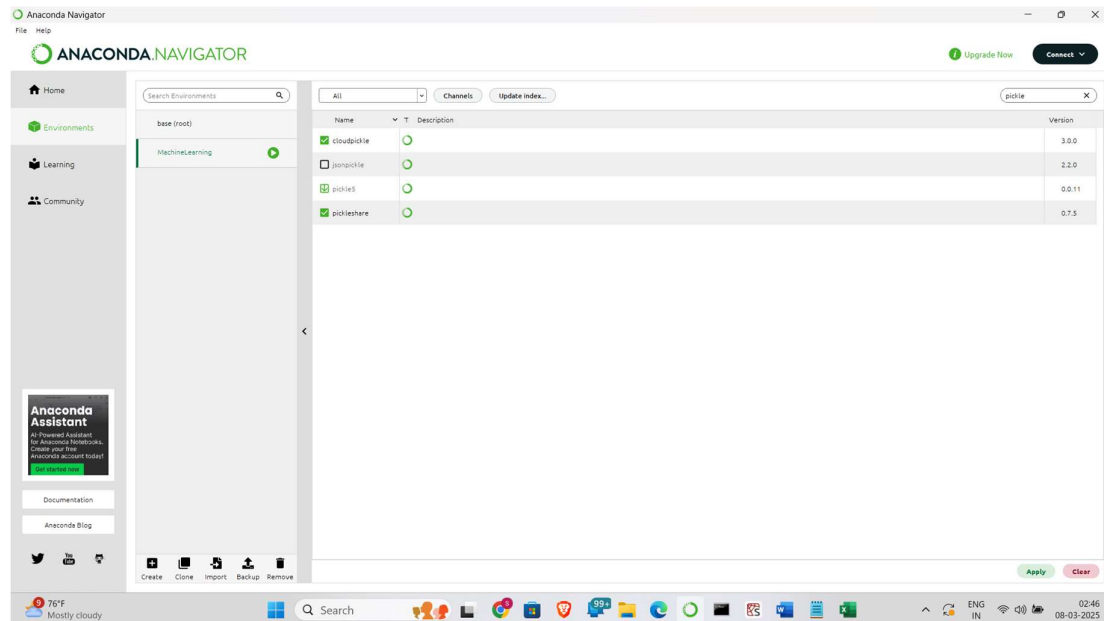 Anaconda Navigator
File Help
ANACONDA.NAVIGATOR
Upgrade Now
Connect
Home
Environments
Learning
Community
Anaconda
Assistant
AI-Powered Assistant
for Anaconda Notebooks.
Create your free
Anaconda account today!
Get started now
Documentation
Anaconda Blog
You
Tube
Search Environments
base (root)
MachineLearning
Create Clone Import Backup Remove
All
Channels
Update index...
pickle
Name T Description Version
cloudpickle 3.0.0
jsonpickle 2.2.0
pickle5 0.0.11
pickleshare 0.7.5
Apply
Clear
9
76°F
Mostly cloudy
Search
99+
ENG
IN
02:46
08-03-2025